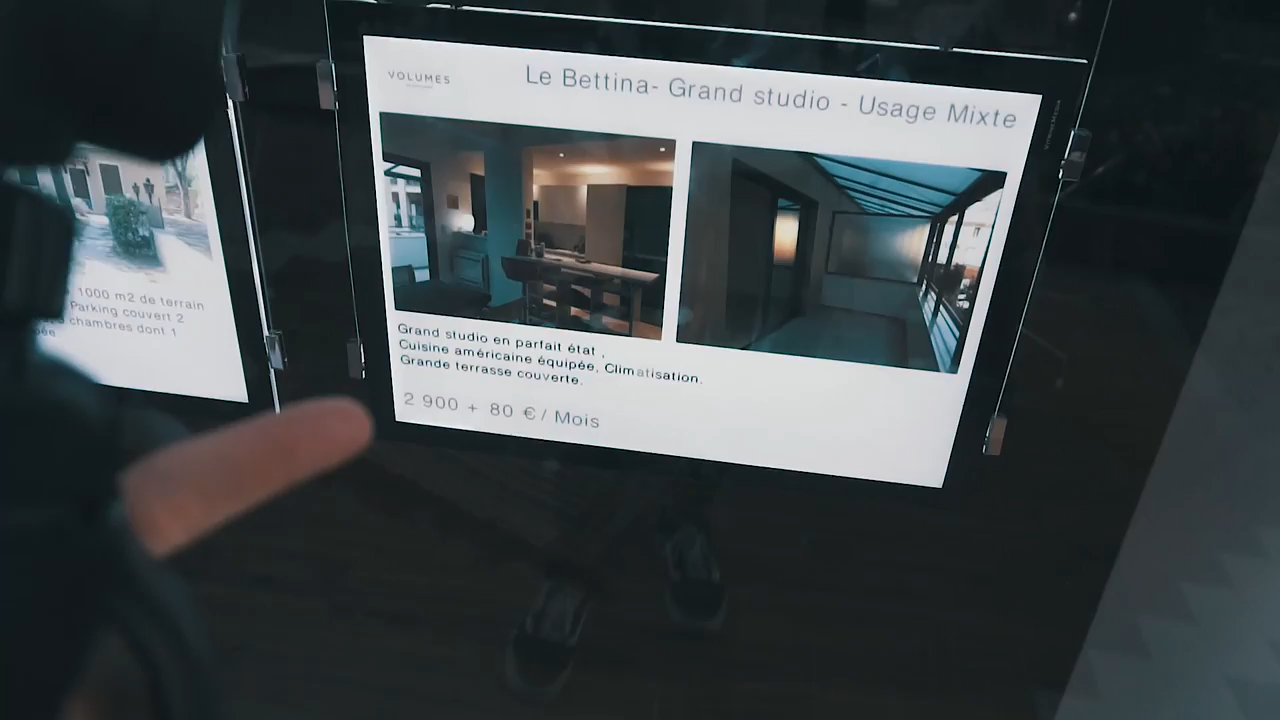 VOLUMES
Le Bettina- Grand studio - Usage Mixte
Grand studio en parfait état ,
Cuisine américaine équipée, Climatisation.
Grande terrasse couverte.
2 900 + 80 € / Mois
1000 m2 de terrain
Parking couvert 2
chambres dont 1